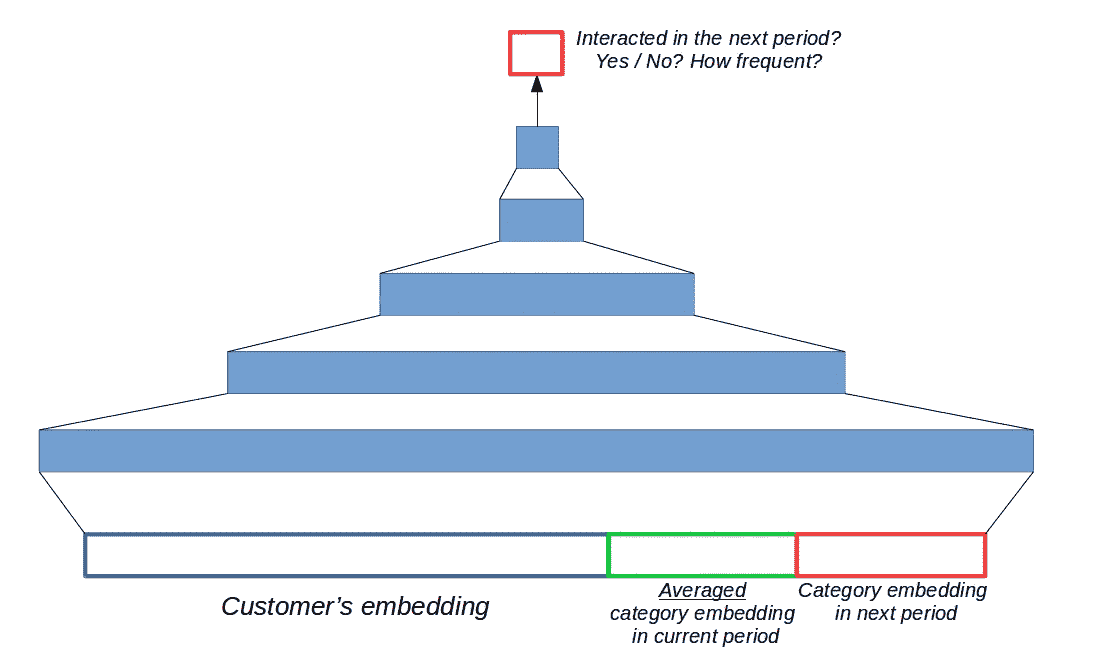 Interacted in the next period?
Yes / No? How frequent?
Customer’s embedding
Averaged
category embedding
in current period
Category embedding
in next period